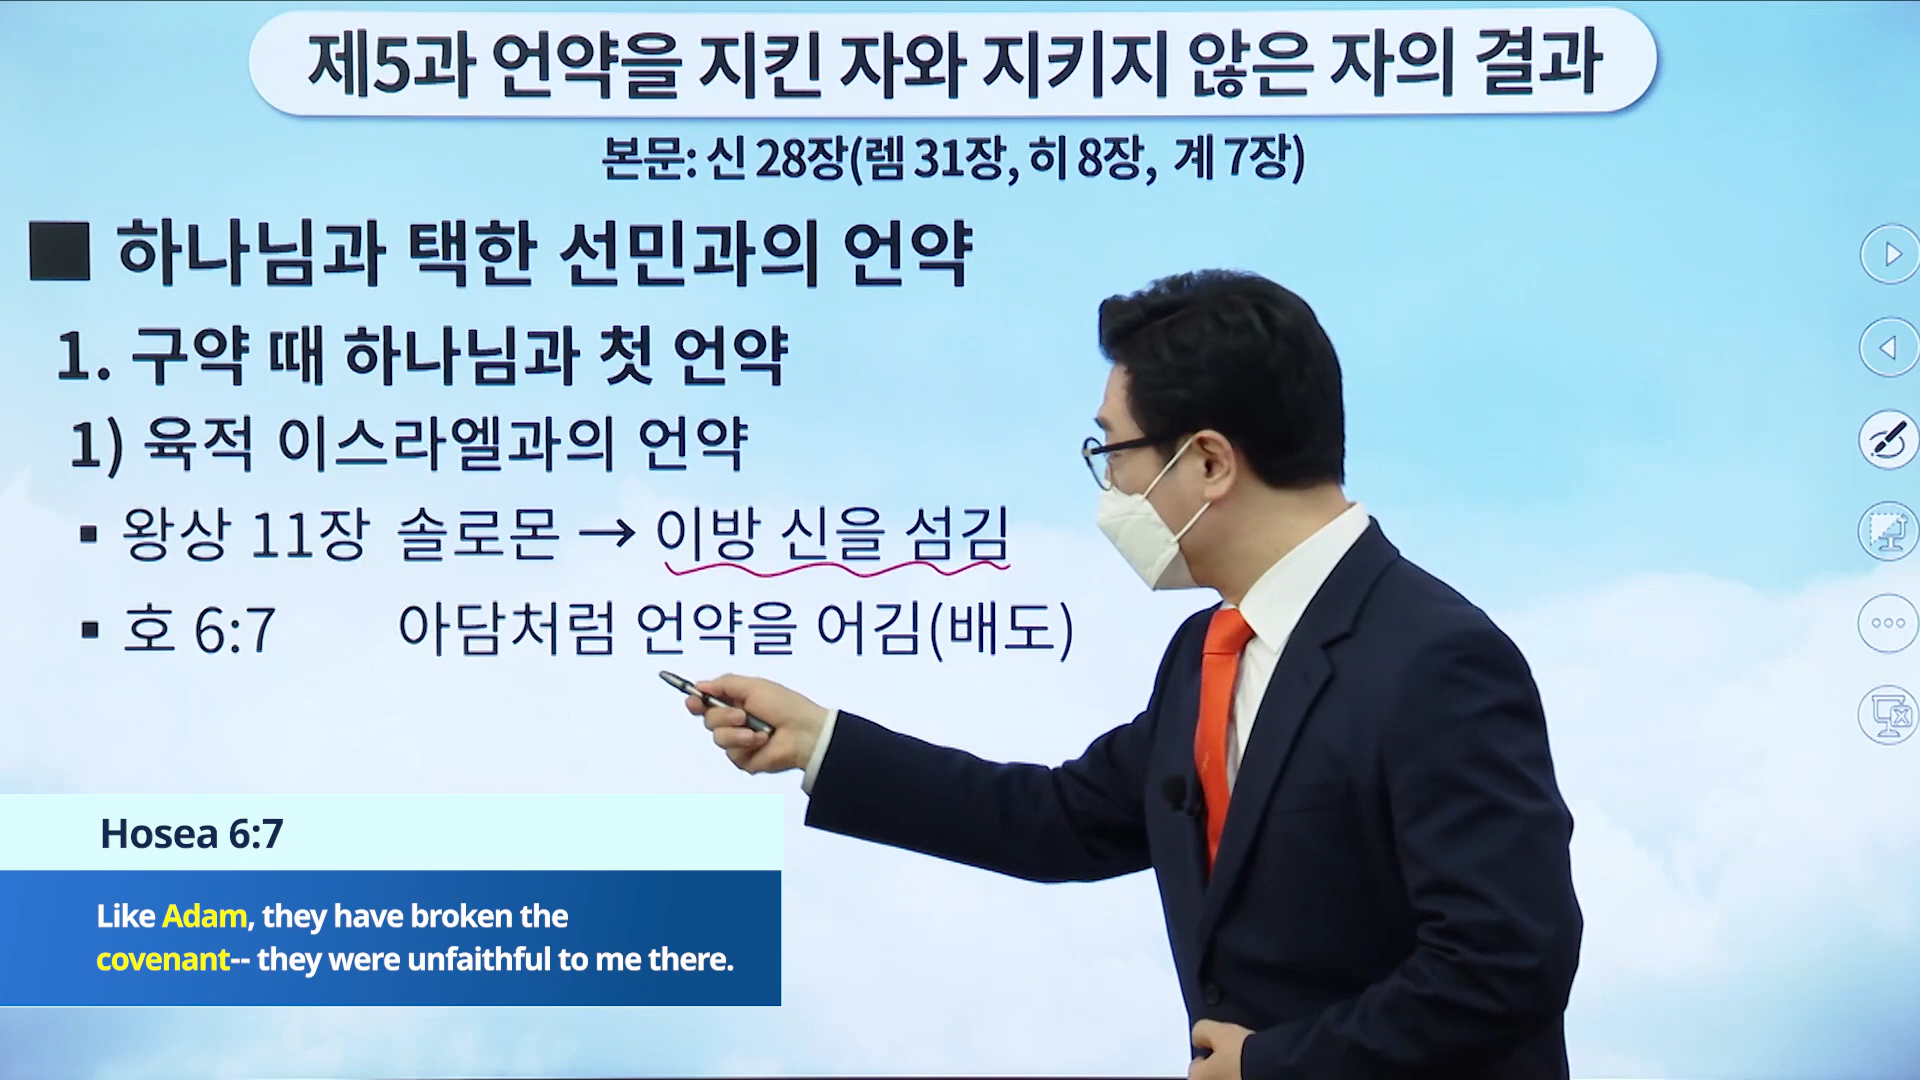 제5과 언약을 지킨 자와 지키지 않은 자의 결과
본문: 신 28장(렘 31장, 히 8장, 계 7장)
■ 하나님과 택한 선민과의 언약
1. 구약 때 하나님과 첫 언약
1) 육적 이스라엘과의 언약
▪ 왕상 11장 솔로몬 → 이방 신을 섬김
▪ 호 6:7 아담처럼 언약을 어김(배도)
Hosea 6:7
Like Adam, they have broken the
covenant-- they were unfaithful to me there.